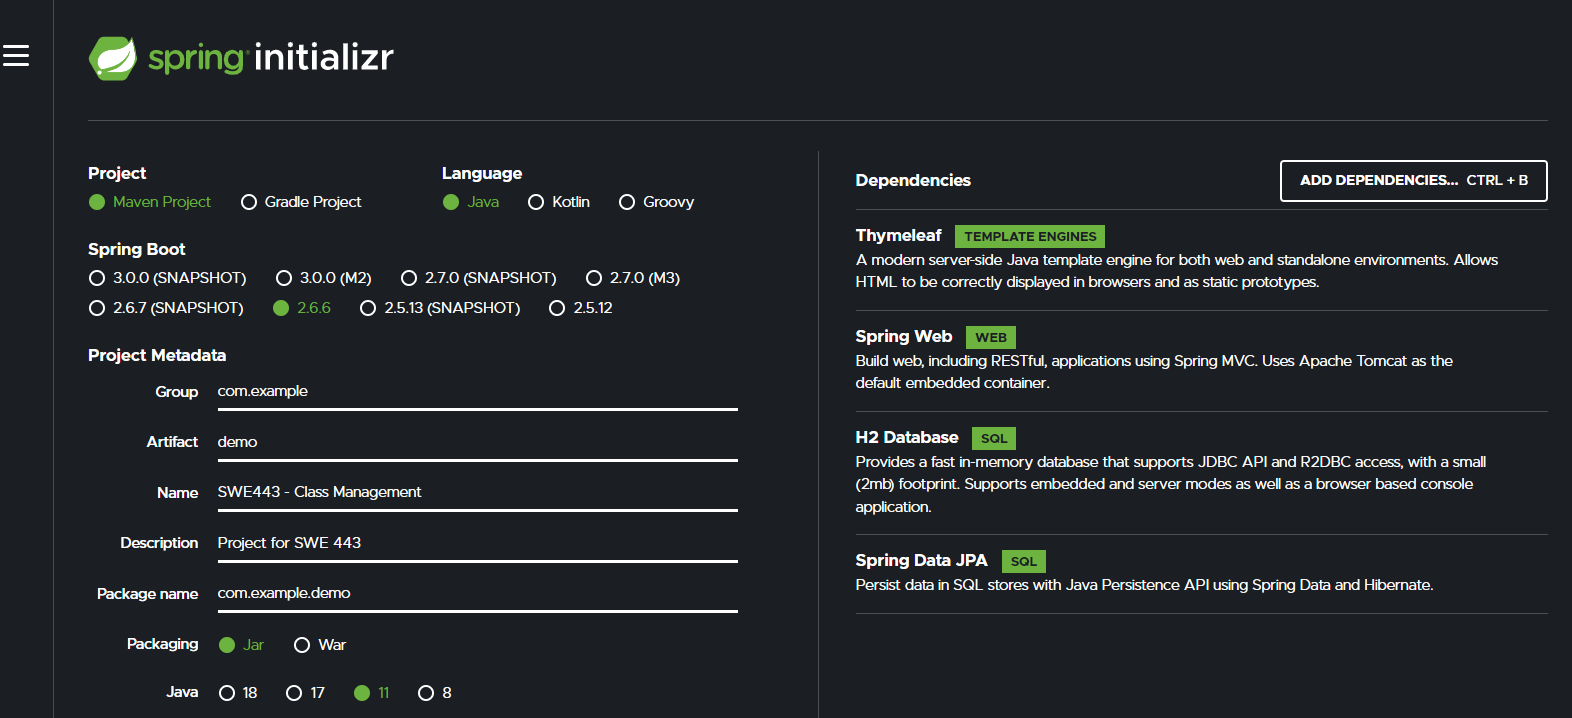 spring initializr
Project
Maven Project Gradle Project
Language
Java Kotlin Groovy
Spring Boot
3.0.0 (SNAPSHOT) 3.0.0 (M2) 2.7.0 (SNAPSHOT) 2.7.0 (M3)
2.6.7 (SNAPSHOT) 2.6.6 2.5.13 (SNAPSHOT) 2.5.12
Project Metadata
Group com.example
Artifact demo
Name SWE443 - Class Management
Description Project for SWE 443
Package name com.example.demo
Packaging Jar War
Java 18 17 11 8
Dependencies
ADD DEPENDENCIES... CTRL + B
Thymeleaf TEMPLATE ENGINES
A modern server-side Java template engine for both web and standalone environments. Allows
HTML to be correctly displayed in browsers and as static prototypes.
Spring Web WEB
Build web, including RESTful, applications using Spring MVC. Uses Apache Tomcat as the
default embedded container.
H2 Database SQL
Provides a fast in-memory database that supports JDBC API and R2DBC access, with a small
(2mb) footprint. Supports embedded and server modes as well as a browser based console
application.
Spring Data JPA SQL
Persist data in SQL stores with Java Persistence API using Spring Data and Hibernate.